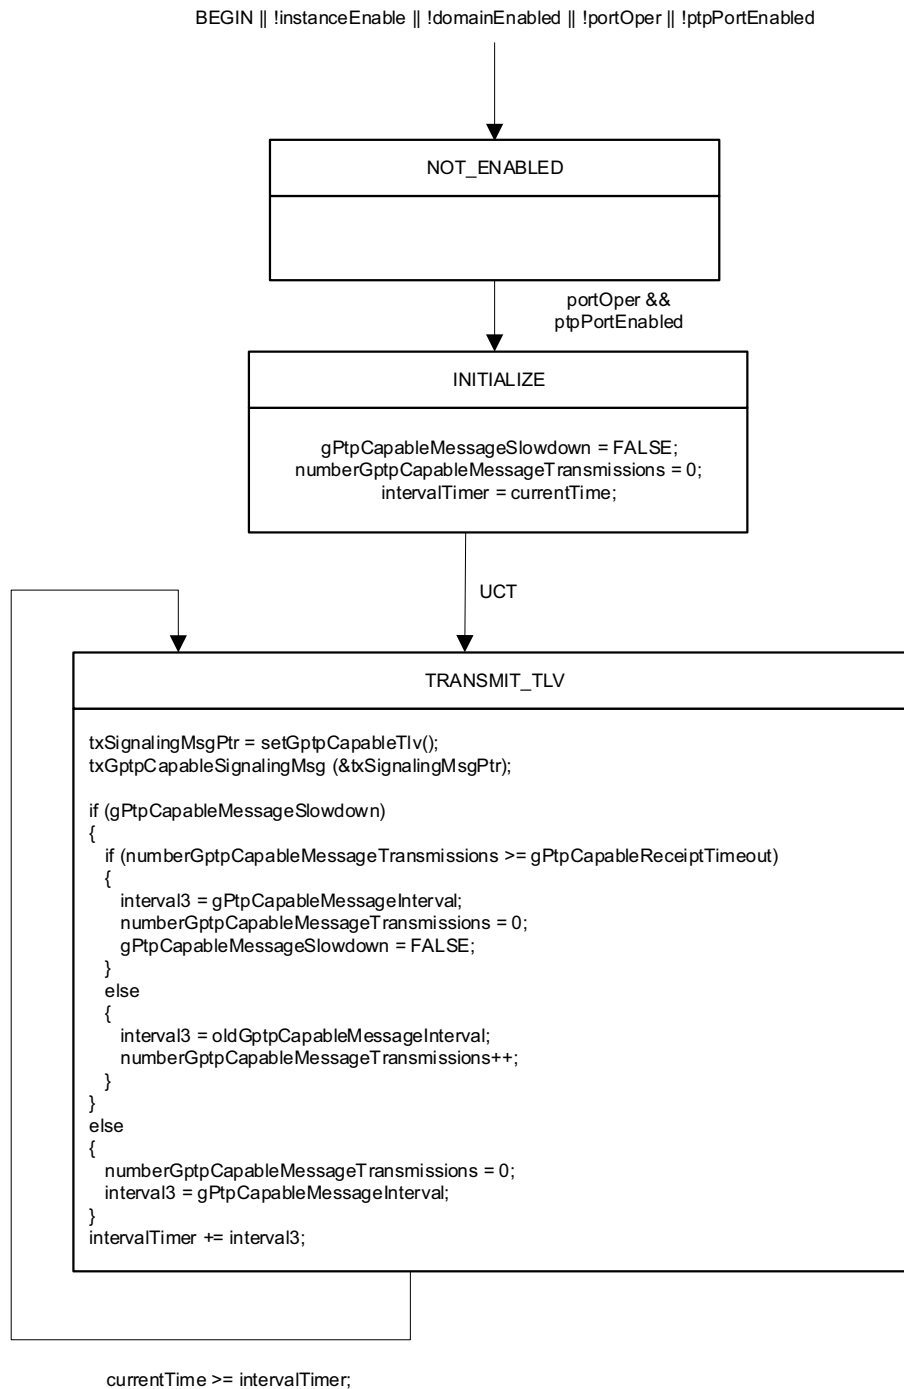 BEGIN || !instanceEnable || !domainEnabled || !portOper || !ptpPortEnabled
NOT_ENABLED
portOper &&
ptpPortEnabled
INITIALIZE
gPtpCapableMessageSlowdown = FALSE;
numberGptpCapableMessageTransmissions = 0;
intervalTimer = currentTime;
UCT
TRANSMIT_TLV
txSignalingMsgPtr = setGptpCapableTlv();
txGptpCapableSignalingMsg (&txSignalingMsgPtr);
if (gPtpCapableMessageSlowdown)
{
if (numberGptpCapableMessageTransmissions >= gPtpCapableReceiptTimeout)
{
interval3 = gPtpCapableMessageInterval;
numberGptpCapableMessageTransmissions = 0;
gPtpCapableMessageSlowdown = FALSE;
}
else
{
interval3 = oldGptpCapableMessageInterval;
numberGptpCapableMessageTransmissions++;
}
}
else
{
numberGptpCapableMessageTransmissions = 0;
interval3 = gPtpCapableMessageInterval;
}
intervalTimer += interval3;
currentTime >= intervalTimer;